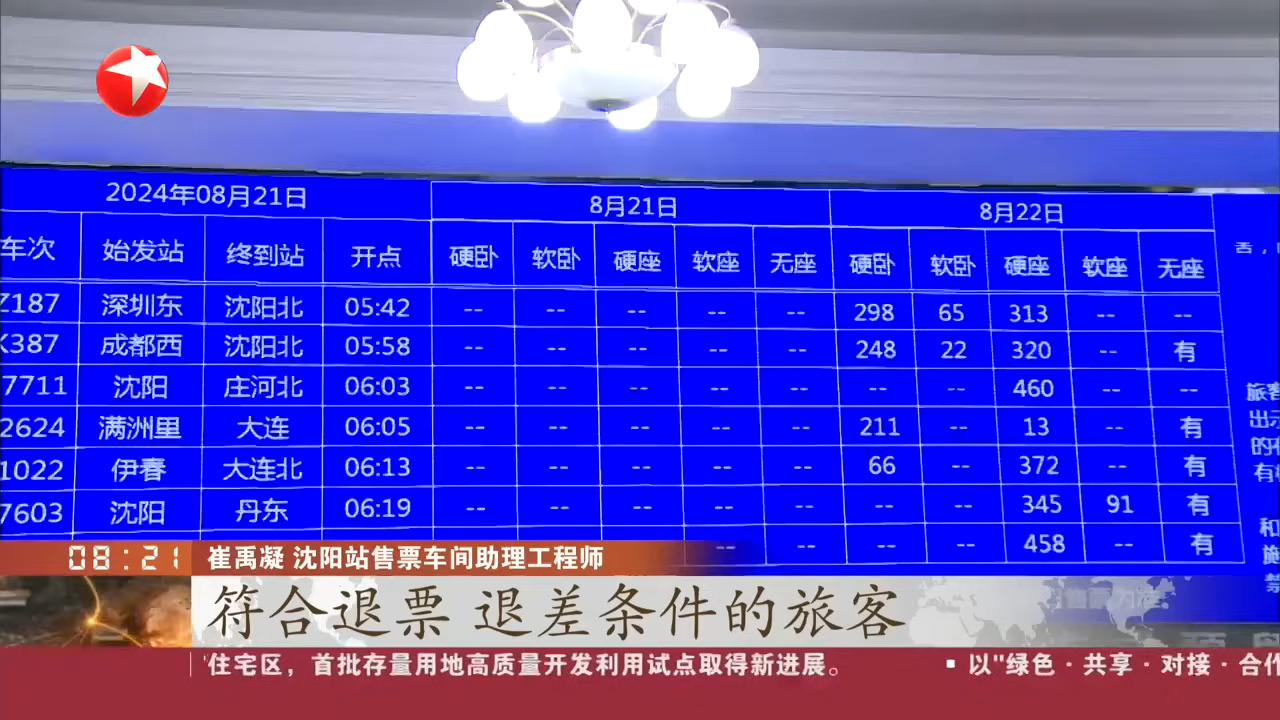 2024年08月21日 8月21日 8月22日
车次 始发站 终到站 开点 硬卧 软卧 硬座 软座 无座 硬卧 软卧 硬座 软座 无座
Z187 深圳东 沈阳北 05:42 -- -- -- -- -- 298 65 313 -- --
K387 成都西 沈阳北 05:58 -- -- -- -- -- 248 22 320 -- 有
7711 沈阳 庄河北 06:03 -- -- -- -- -- -- -- 460 -- --
2624 满洲里 大连 06:05 -- -- -- -- -- 211 -- 13 -- 有
1022 伊春 大连北 06:13 -- -- -- -- -- 66 -- 372 -- 有
7603 沈阳 丹东 06:19 -- -- -- -- -- -- -- 345 91 有
-- -- -- -- 458 -- 有
旅客
出示
的有
和
08:21 崔禹凝 沈阳站售票车间助理工程师
符合退票 退差条件的旅客
住宅区，首批存量用地高质量开发利用试点取得新进展。 ▪ 以"绿色·共享·对接·合作